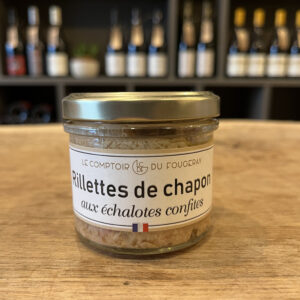 LE COMPTOIR DU FOUGERAY
Rillettes de chapon
aux échalotes confites